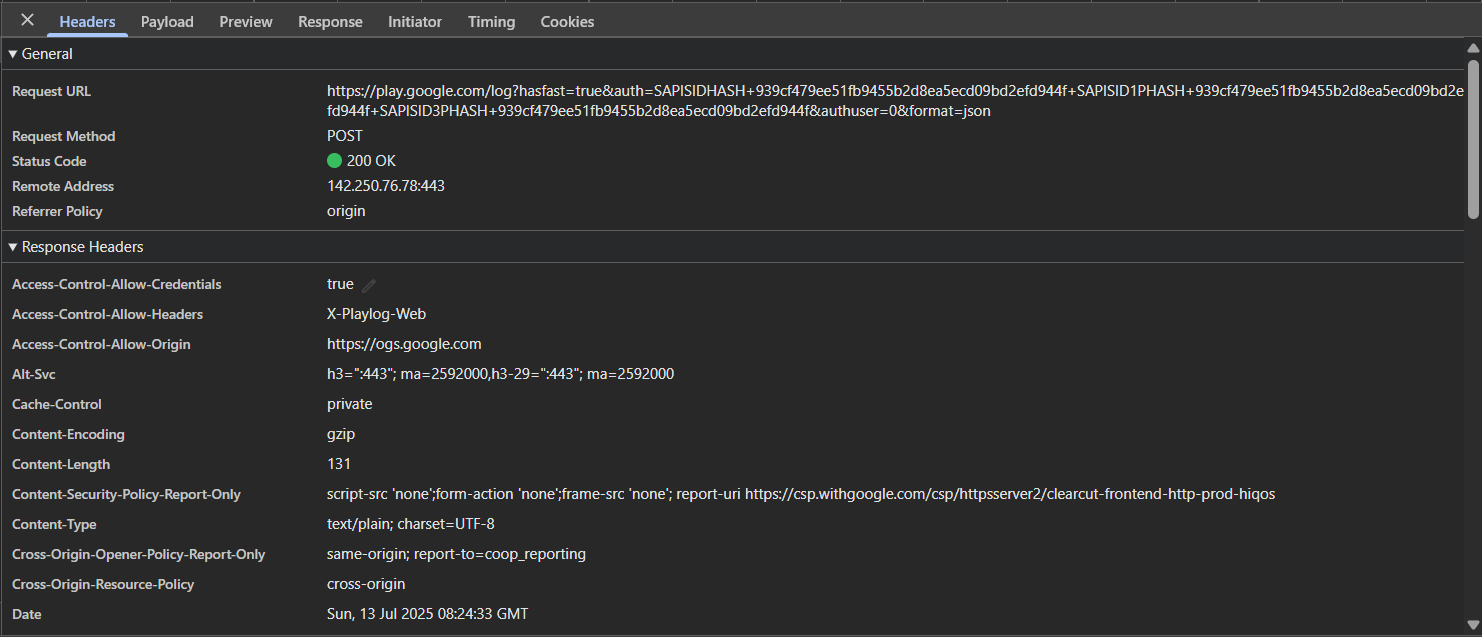 Headers Payload Preview Response Initiator Timing Cookies
General
Request URL https://play.google.com/log?hasfast=true&auth=SAPISIDHASH+939cf479ee51fb9455b2d8ea5ecd09bd2efd944f+SAPISID1PHASH+939cf479ee51fb9455b2d8ea5ecd09bd2e
fd944f+SAPISID3PHASH+939cf479ee51fb9455b2d8ea5ecd09bd2efd944f&authuser=0&format=json
Request Method POST
Status Code 200 OK
Remote Address 142.250.76.78:443
Referrer Policy origin
Response Headers
Access-Control-Allow-Credentials true
Access-Control-Allow-Headers X-Playlog-Web
Access-Control-Allow-Origin https://ogs.google.com
Alt-Svc h3=":443"; ma=2592000,h3-29=":443"; ma=2592000
Cache-Control private
Content-Encoding gzip
Content-Length 131
Content-Security-Policy-Report-Only script-src 'none';form-action 'none';frame-src 'none'; report-uri https://csp.withgoogle.com/csp/httpsserver2/clearcut-frontend-http-prod-hiqos
Content-Type text/plain; charset=UTF-8
Cross-Origin-Opener-Policy-Report-Only same-origin; report-to=coop_reporting
Cross-Origin-Resource-Policy cross-origin
Date Sun, 13 Jul 2025 08:24:33 GMT